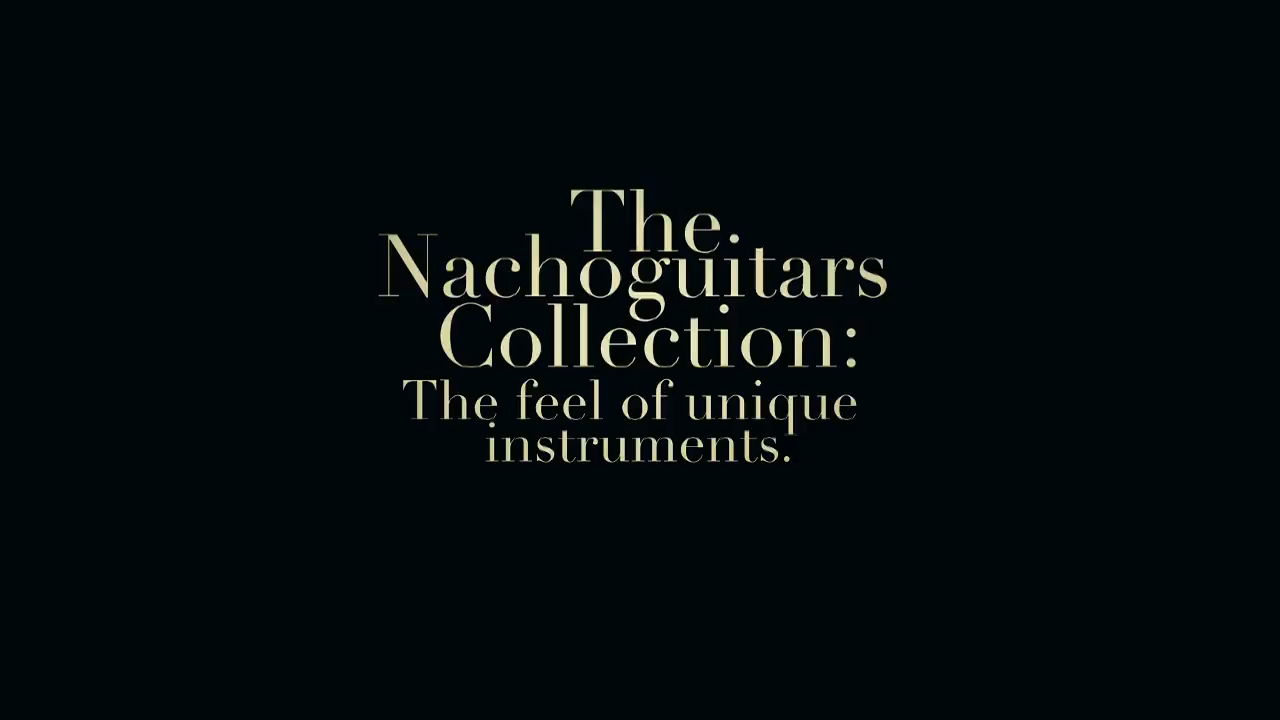 The
Nachoguitars
Collection:
The feel of unique
instruments.